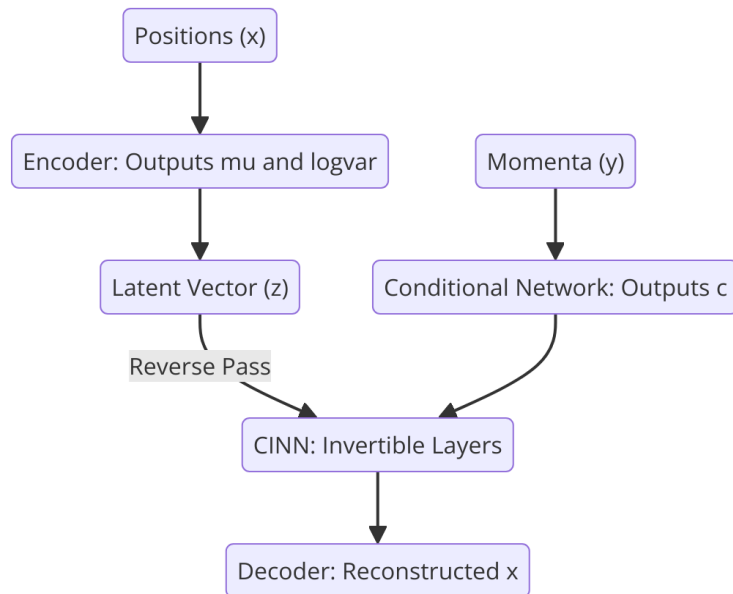 Positions (x)
Encoder: Outputs mu and logvar
Momenta (y)
Latent Vector (z)
Conditional Network: Outputs c
Reverse Pass
CINN: Invertible Layers
Decoder: Reconstructed x